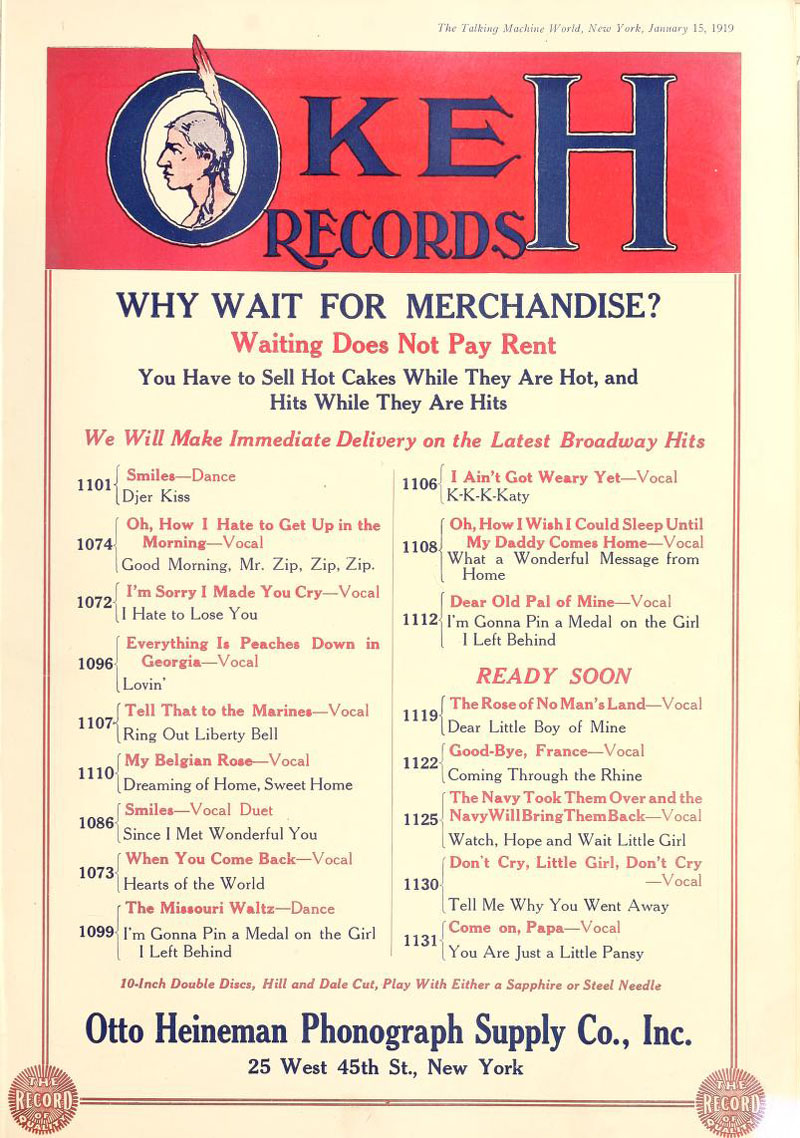 The Talking Machine World, New York, January 15, 1919
OKEH
RECORDS
WHY WAIT FOR MERCHANDISE?
Waiting Does Not Pay Rent
You Have to Sell Hot Cakes While They Are Hot, and
Hits While They Are Hits
We Will Make Immediate Delivery on the Latest Broadway Hits
1101 Smiles—Dance
Djer Kiss
1074 Oh, How I Hate to Get Up in the
Morning—Vocal
Good Morning, Mr. Zip, Zip, Zip.
1072 I'm Sorry I Made You Cry—Vocal
I Hate to Lose You
1096 Everything Is Peaches Down in
Georgia—Vocal
Lovin'
1107 Tell That to the Marines—Vocal
Ring Out Liberty Bell
1110 My Belgian Rose—Vocal
Dreaming of Home, Sweet Home
1086 Smiles—Vocal Duet
Since I Met Wonderful You
1073 When You Come Back—Vocal
Hearts of the World
1099 The Missouri Waltz—Dance
I'm Gonna Pin a Medal on the Girl
I Left Behind
1106 I Ain't Got Weary Yet—Vocal
K-K-K-Katy
1108 Oh, How I Wish I Could Sleep Until
My Daddy Comes Home—Vocal
What a Wonderful Message from
Home
1112 Dear Old Pal of Mine—Vocal
I'm Gonna Pin a Medal on the Girl
I Left Behind
READY SOON
1119 The Rose of No Man's Land—Vocal
Dear Little Boy of Mine
1122 Good-Bye, France—Vocal
Coming Through the Rhine
1125 The Navy Took Them Over and the
Navy Will Bring Them Back—Vocal
Watch, Hope and Wait Little Girl
1130 Don't Cry, Little Girl, Don't Cry
—Vocal
Tell Me Why You Went Away
1131 Come on, Papa—Vocal
You Are Just a Little Pansy
10-Inch Double Discs, Hill and Dale Cut, Play With Either a Sapphire or Steel Needle
Otto Heineman Phonograph Supply Co., Inc.
25 West 45th St., New York
THE
RECORD
OF
QUALITY
THE
RECORD
OF
QUALITY